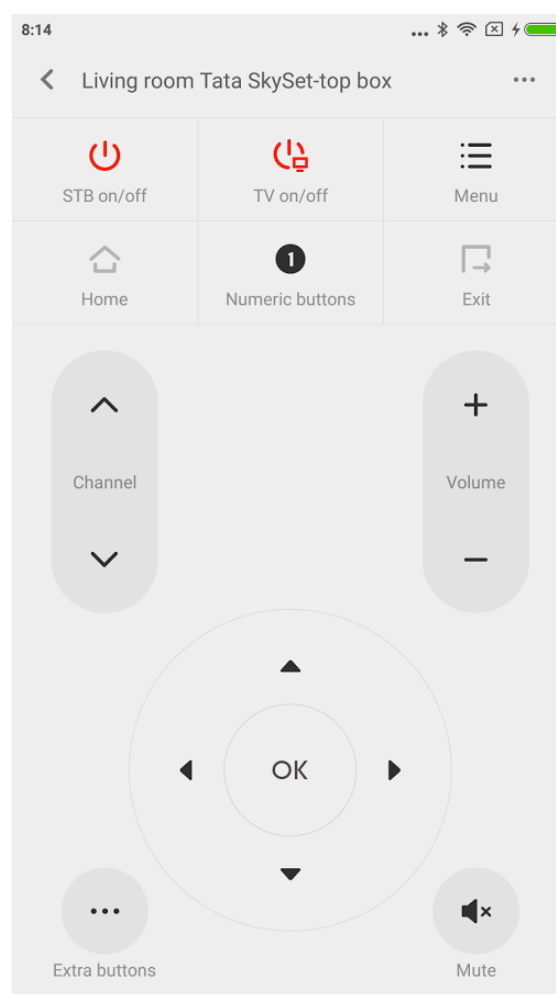 8:14
Living room Tata SkySet-top box
STB on/off
TV on/off
Menu
Home
1
Numeric buttons
Exit
Channel
Volume
OK
Extra buttons
Mute